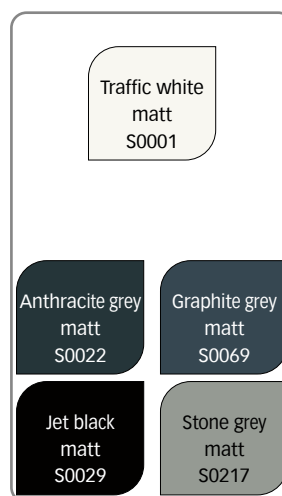 Traffic white
matt
S0001
Anthracite grey
matt
S0022
Graphite grey
matt
S0069
Jet black
matt
S0029
Stone grey
matt
S0217